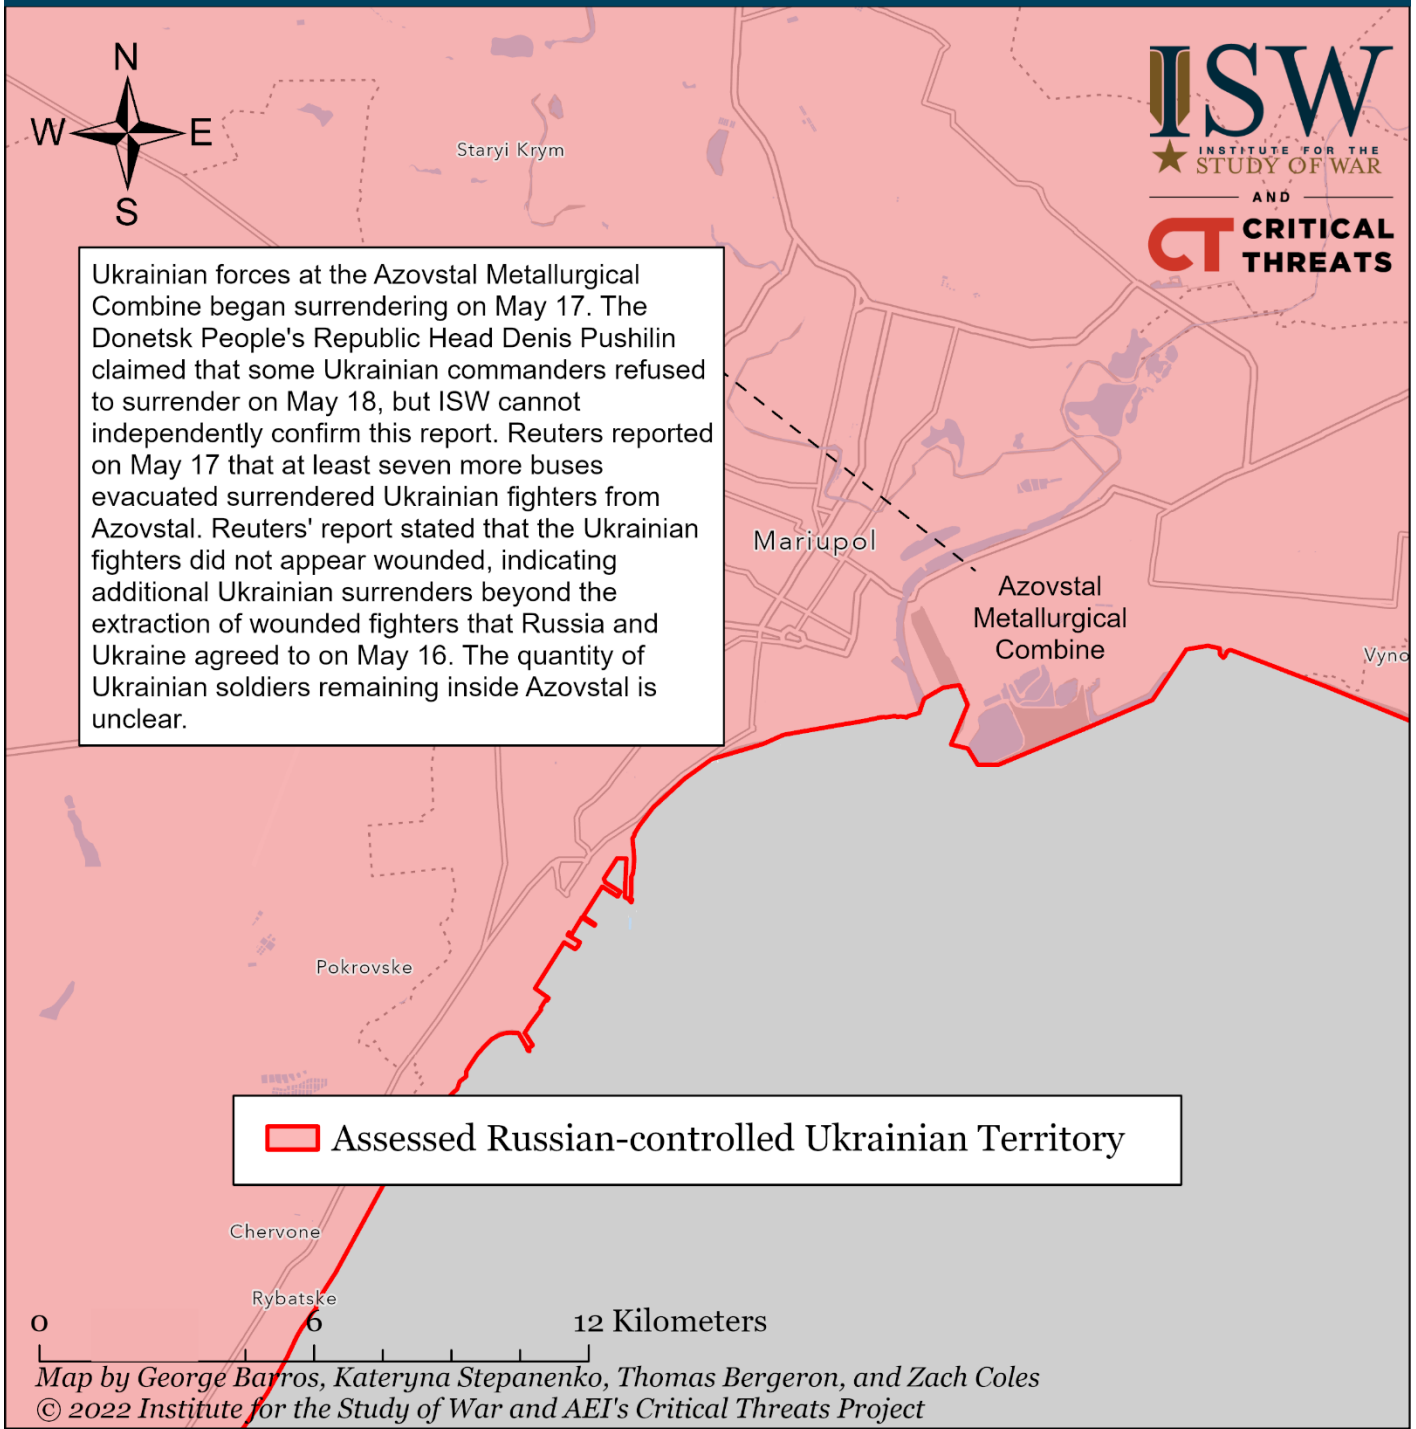 N
W E
S
ISW
INSTITUTE FOR THE
STUDY OF WAR
AND
CT CRITICAL
THREATS
Staryi Krym
Ukrainian forces at the Azovstal Metallurgical
Combine began surrendering on May 17. The
Donetsk People's Republic Head Denis Pushilin
claimed that some Ukrainian commanders refused
to surrender on May 18, but ISW cannot
independently confirm this report. Reuters reported
on May 17 that at least seven more buses
evacuated surrendered Ukrainian fighters from
Azovstal. Reuters' report stated that the Ukrainian
fighters did not appear wounded, indicating
additional Ukrainian surrenders beyond the
extraction of wounded fighters that Russia and
Ukraine agreed to on May 16. The quantity of
Ukrainian soldiers remaining inside Azovstal is
unclear.
Mariupol
Azovstal
Metallurgical
Combine
Vyno
Pokrovske
Assessed Russian-controlled Ukrainian Territory
Chervone
Rybatske
0 6 12 Kilometers
Map by George Barros, Kateryna Stepanenko, Thomas Bergeron, and Zach Coles
© 2022 Institute for the Study of War and AEI's Critical Threats Project